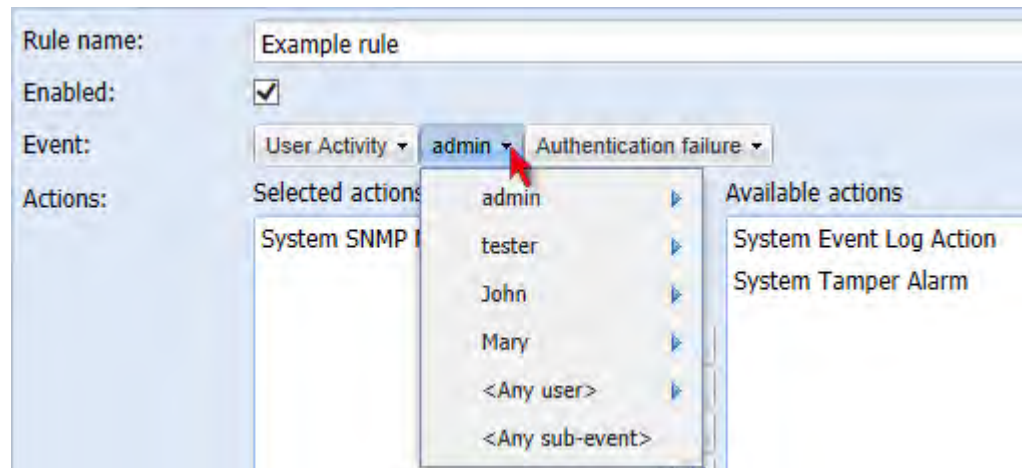 Rule name: Example rule
Enabled:
Event: User Activity admin Authentication failure
Actions: Selected actions Available actions
admin
System SNMP System Event Log Action
tester
System Tamper Alarm
John
Mary
<Any user>
<Any sub-event>